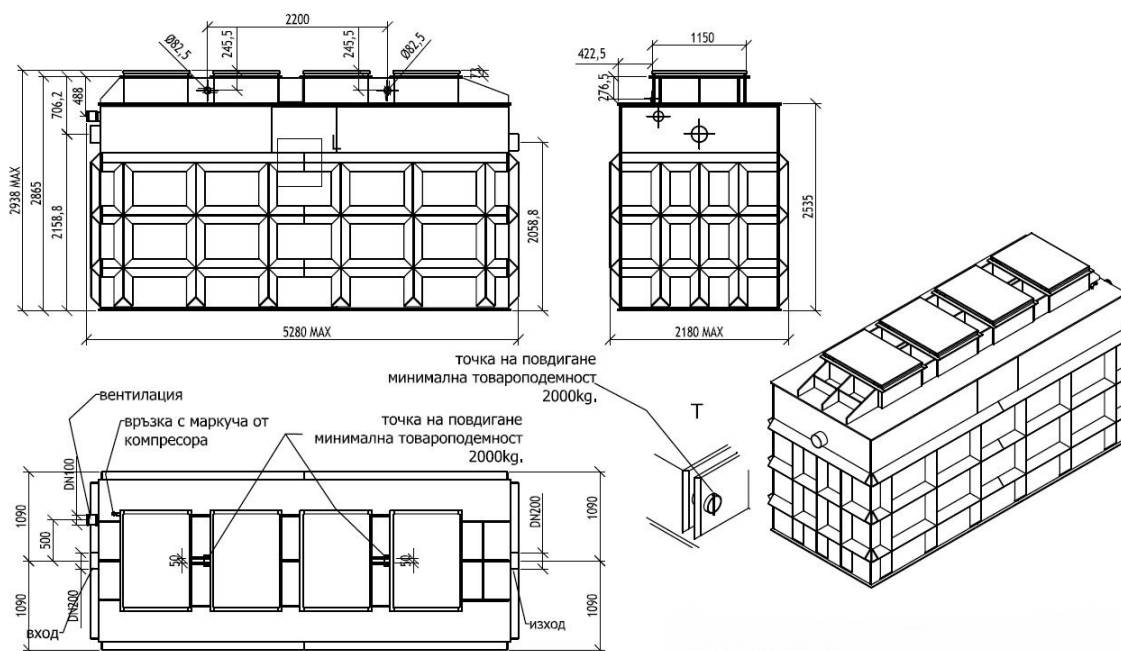 2200
Ø82,5
245,5
245,5
Ø82,5
73
2938 MAX
2865
706,2
488
2158,8
2058,8
5280 MAX
1150
422,5
276,5
2535
2180 MAX
точка на повдигане
минимална товароподемност
2000kg.
T
вентилация
връзка с маркуча от
компресора
точка на повдигане
минимална товароподемност
2000kg.
DN100
1090
500
1090
DN200
50
50
DN200
1090
1090
вход
изход